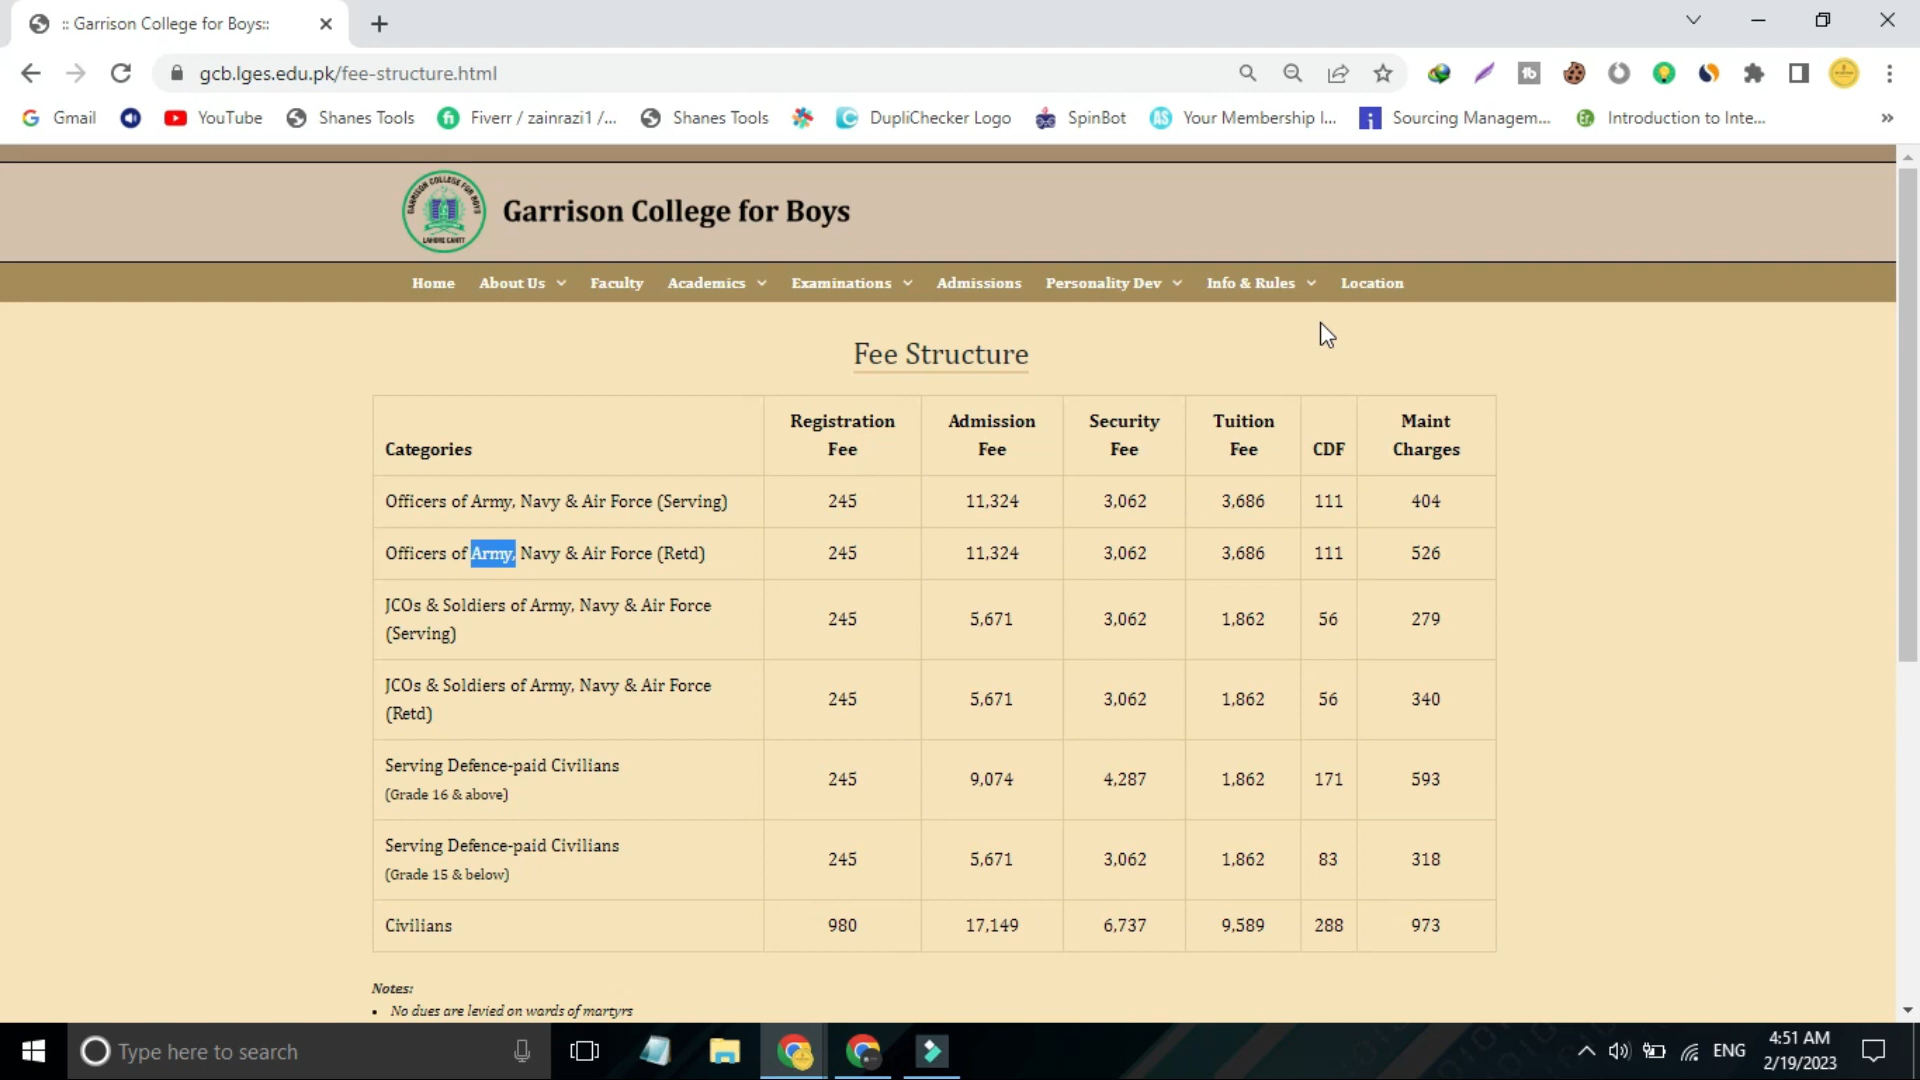 :: Garrison College for Boys::
gcb.lges.edu.pk/fee-structure.html
Gmail YouTube Shanes Tools Fiverr / zainrazi1 /... Shanes Tools DupliChecker Logo SpinBot Your Membership I... Sourcing Managem... Introduction to Inte... »
GARRISON COLLEGE FOR BOYS
LAHORE CANTT
Garrison College for Boys
Home About Us Faculty Academics Examinations Admissions Personality Dev Info & Rules Location
Fee Structure
Categories Registration Fee Admission Fee Security Fee Tuition Fee CDF Maint Charges
Officers of Army, Navy & Air Force (Serving) 245 11,324 3,062 3,686 111 404
Officers of Army, Navy & Air Force (Retd) 245 11,324 3,062 3,686 111 526
JCOs & Soldiers of Army, Navy & Air Force
(Serving) 245 5,671 3,062 1,862 56 279
JCOs & Soldiers of Army, Navy & Air Force
(Retd) 245 5,671 3,062 1,862 56 340
Serving Defence-paid Civilians
(Grade 16 & above) 245 9,074 4,287 1,862 171 593
Serving Defence-paid Civilians
(Grade 15 & below) 245 5,671 3,062 1,862 83 318
Civilians 980 17,149 6,737 9,589 288 973
Notes:
• No dues are levied on wards of martyrs
Type here to search
ENG
4:51 AM
2/19/2023